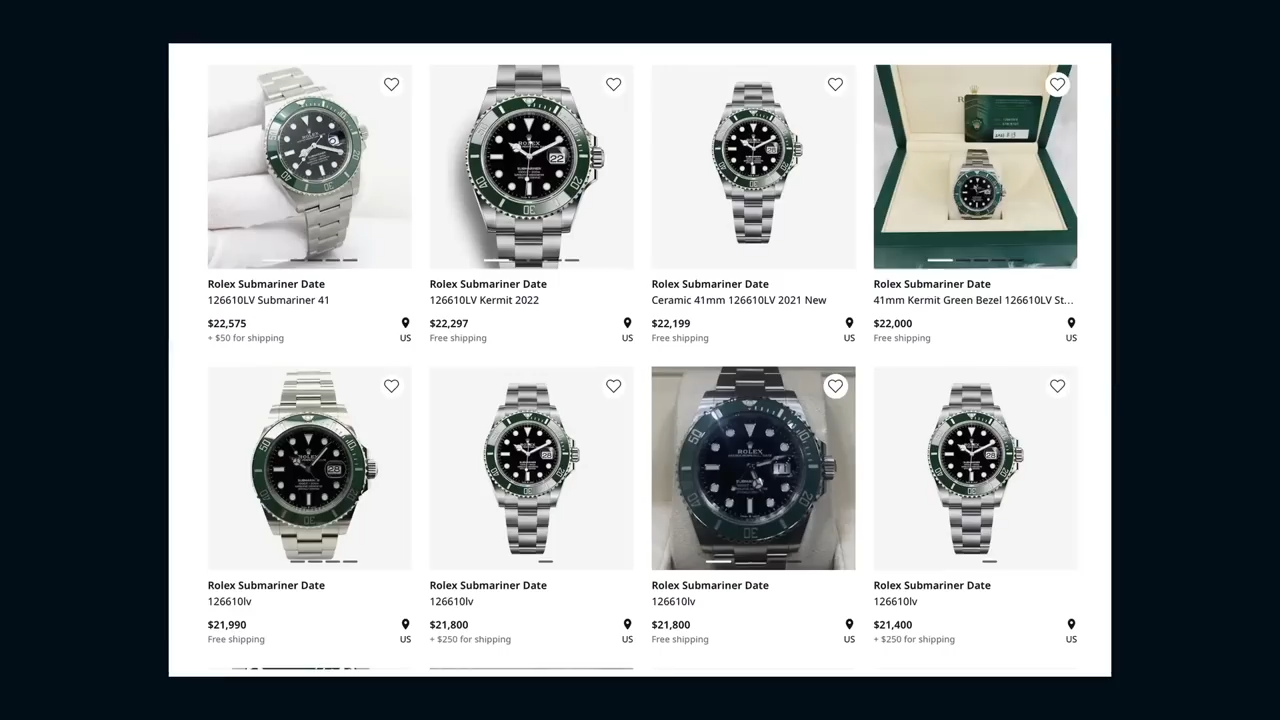 Rolex Submariner Date
126610LV Submariner 41
$22,575
+ $50 for shipping
US
Rolex Submariner Date
126610LV Kermit 2022
$22,297
Free shipping
US
Rolex Submariner Date
Ceramic 41mm 126610LV 2021 New
$22,199
Free shipping
US
Rolex Submariner Date
41mm Kermit Green Bezel 126610LV St...
$22,000
Free shipping
US
Rolex Submariner Date
126610lv
$21,990
Free shipping
US
Rolex Submariner Date
126610lv
$21,800
+ $250 for shipping
US
Rolex Submariner Date
126610lv
$21,800
Free shipping
US
Rolex Submariner Date
126610lv
$21,400
+ $250 for shipping
US